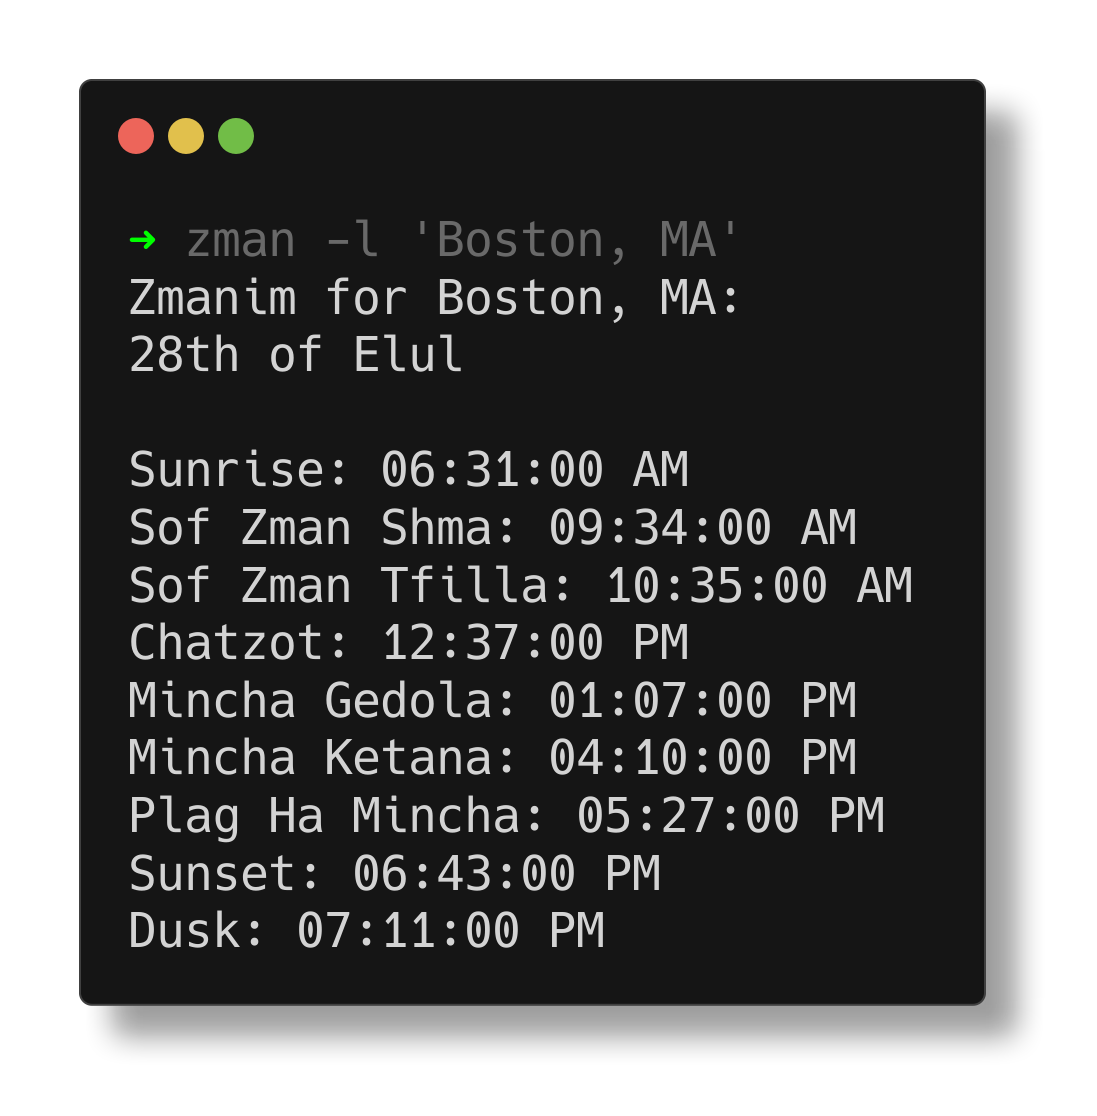 ➜ zman -l 'Boston, MA'
Zmanim for Boston, MA:
28th of Elul

Sunrise: 06:31:00 AM
Sof Zman Shma: 09:34:00 AM
Sof Zman Tfilla: 10:35:00 AM
Chatzot: 12:37:00 PM
Mincha Gedola: 01:07:00 PM
Mincha Ketana: 04:10:00 PM
Plag Ha Mincha: 05:27:00 PM
Sunset: 06:43:00 PM
Dusk: 07:11:00 PM